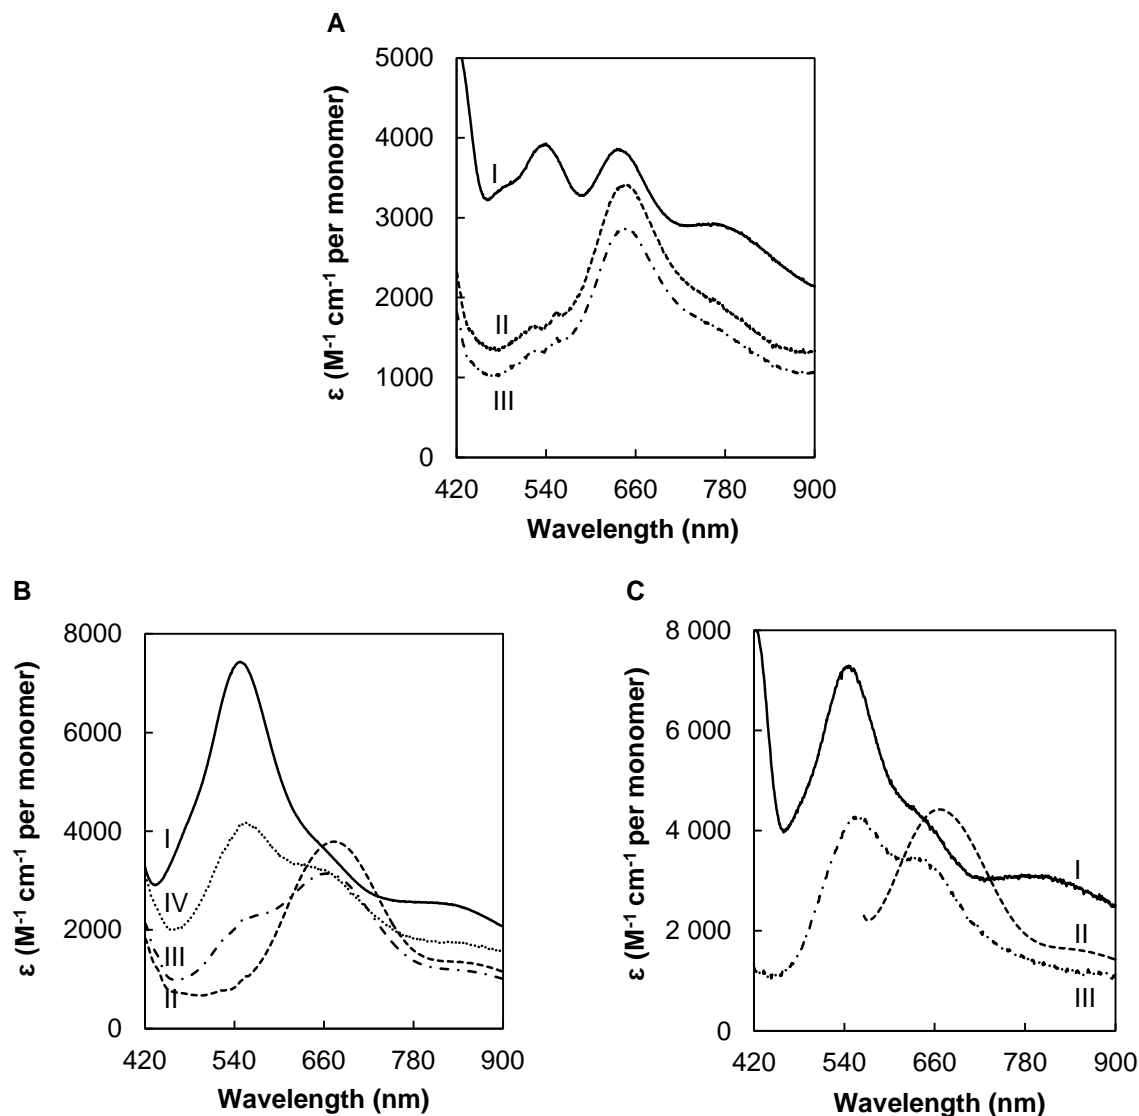 A
5000
4000
3000
2000
1000
0
ε (M⁻¹ cm⁻¹ per monomer)
I
II
III
420 540 660 780 900
Wavelength (nm)
B
8000
6000
4000
2000
0
ε (M⁻¹ cm⁻¹ per monomer)
I
IV
III
II
420 540 660 780 900
Wavelength (nm)
C
8 000
6 000
4 000
2 000
0
ε (M⁻¹ cm⁻¹ per monomer)
I
II
III
420 540 660 780 900
Wavelength (nm)